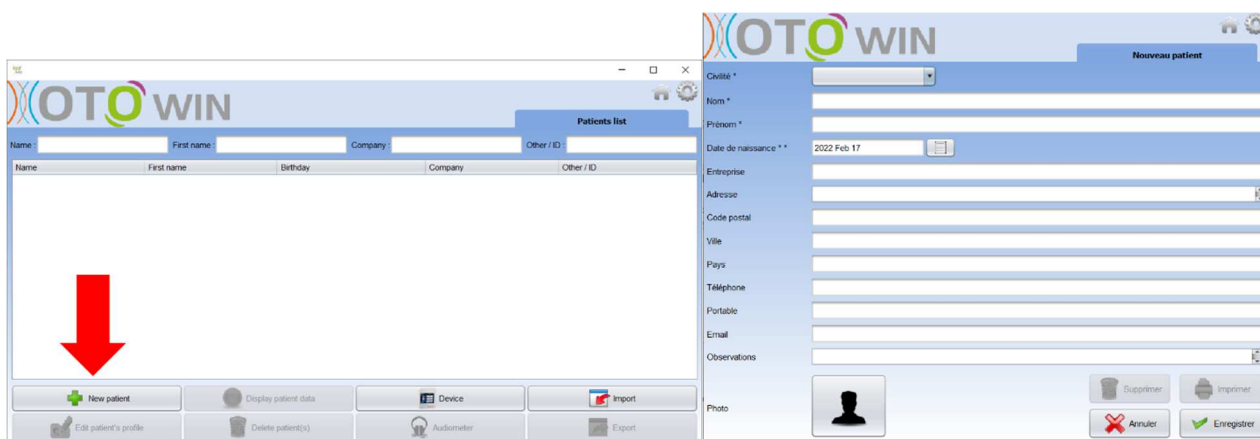 OTO WIN
Patients list
Name : First name : Company : Other / ID :
Name First name Birthday Company Other / ID
New patient Display patient data Device Import
Edit patient's profile Delete patient(s) Audiometer Export
OTO WIN
Nouveau patient
Civilité *
Nom *
Prénom *
Date de naissance * * 2022 Feb 17
Entreprise
Adresse
Code postal
Ville
Pays
Téléphone
Portable
Email
Observations
Photo
Supprimer Imprimer
Annuler Enregistrer